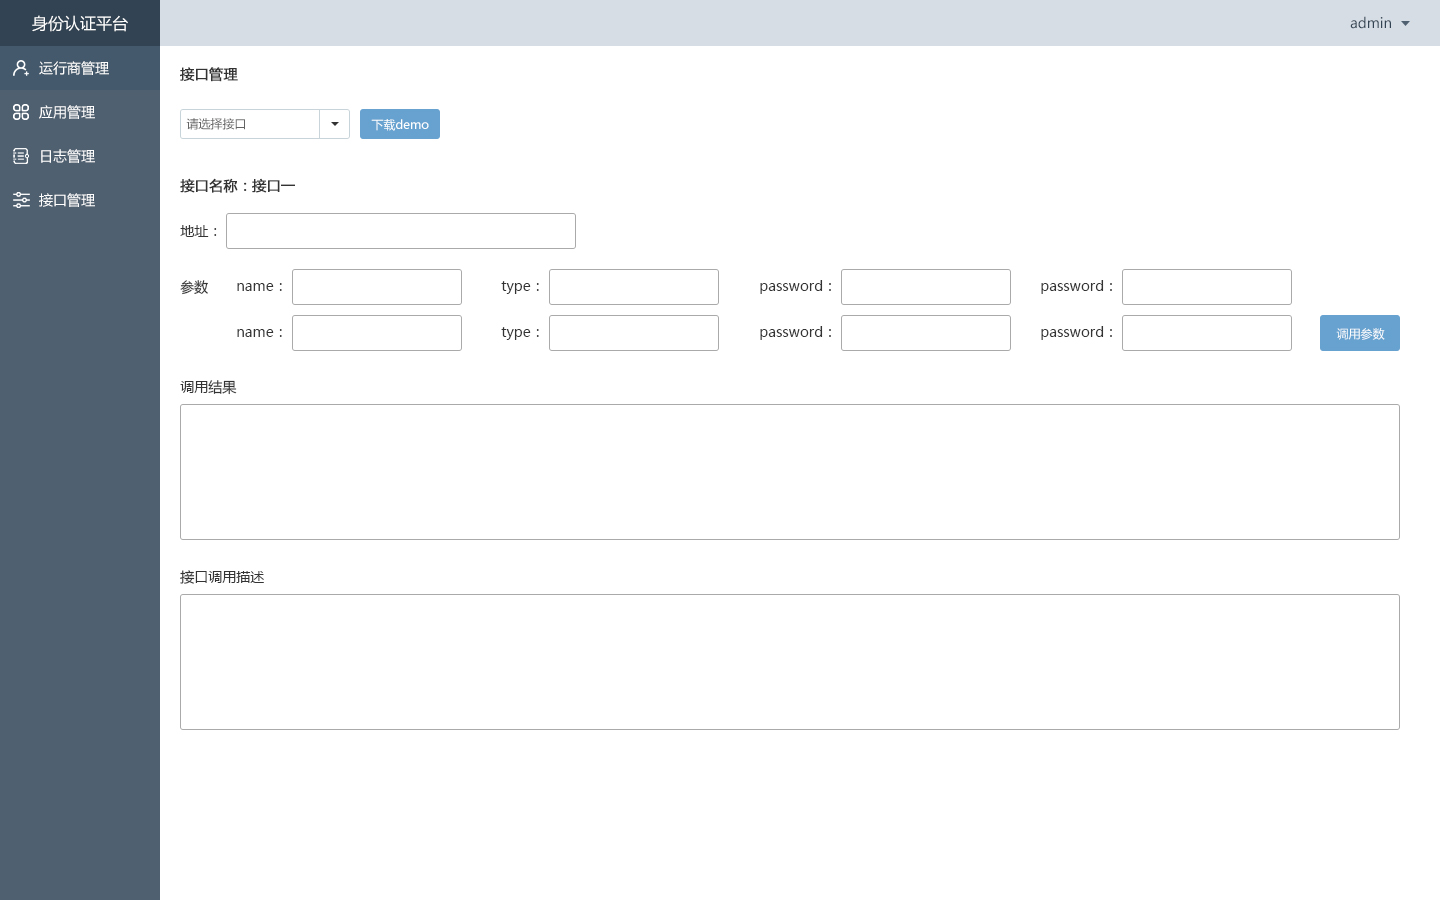 身份认证平台
admin
运行商管理
应用管理
日志管理
接口管理
接口管理
请选择接口
下载demo
接口名称：接口一
地址：
参数 name： type： password： password：
name： type： password： password： 调用参数
调用结果
接口调用描述